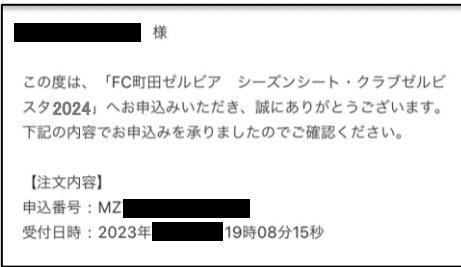 様
この度は、「FC町田ゼルビア　シーズンシート・クラブゼルビ
スタ2024」へお申込みいただき、誠にありがとうございます。
下記の内容でお申込みを承りましたのでご確認ください。
【注文内容】
申込番号：MZ
受付日時：2023年 19時08分15秒